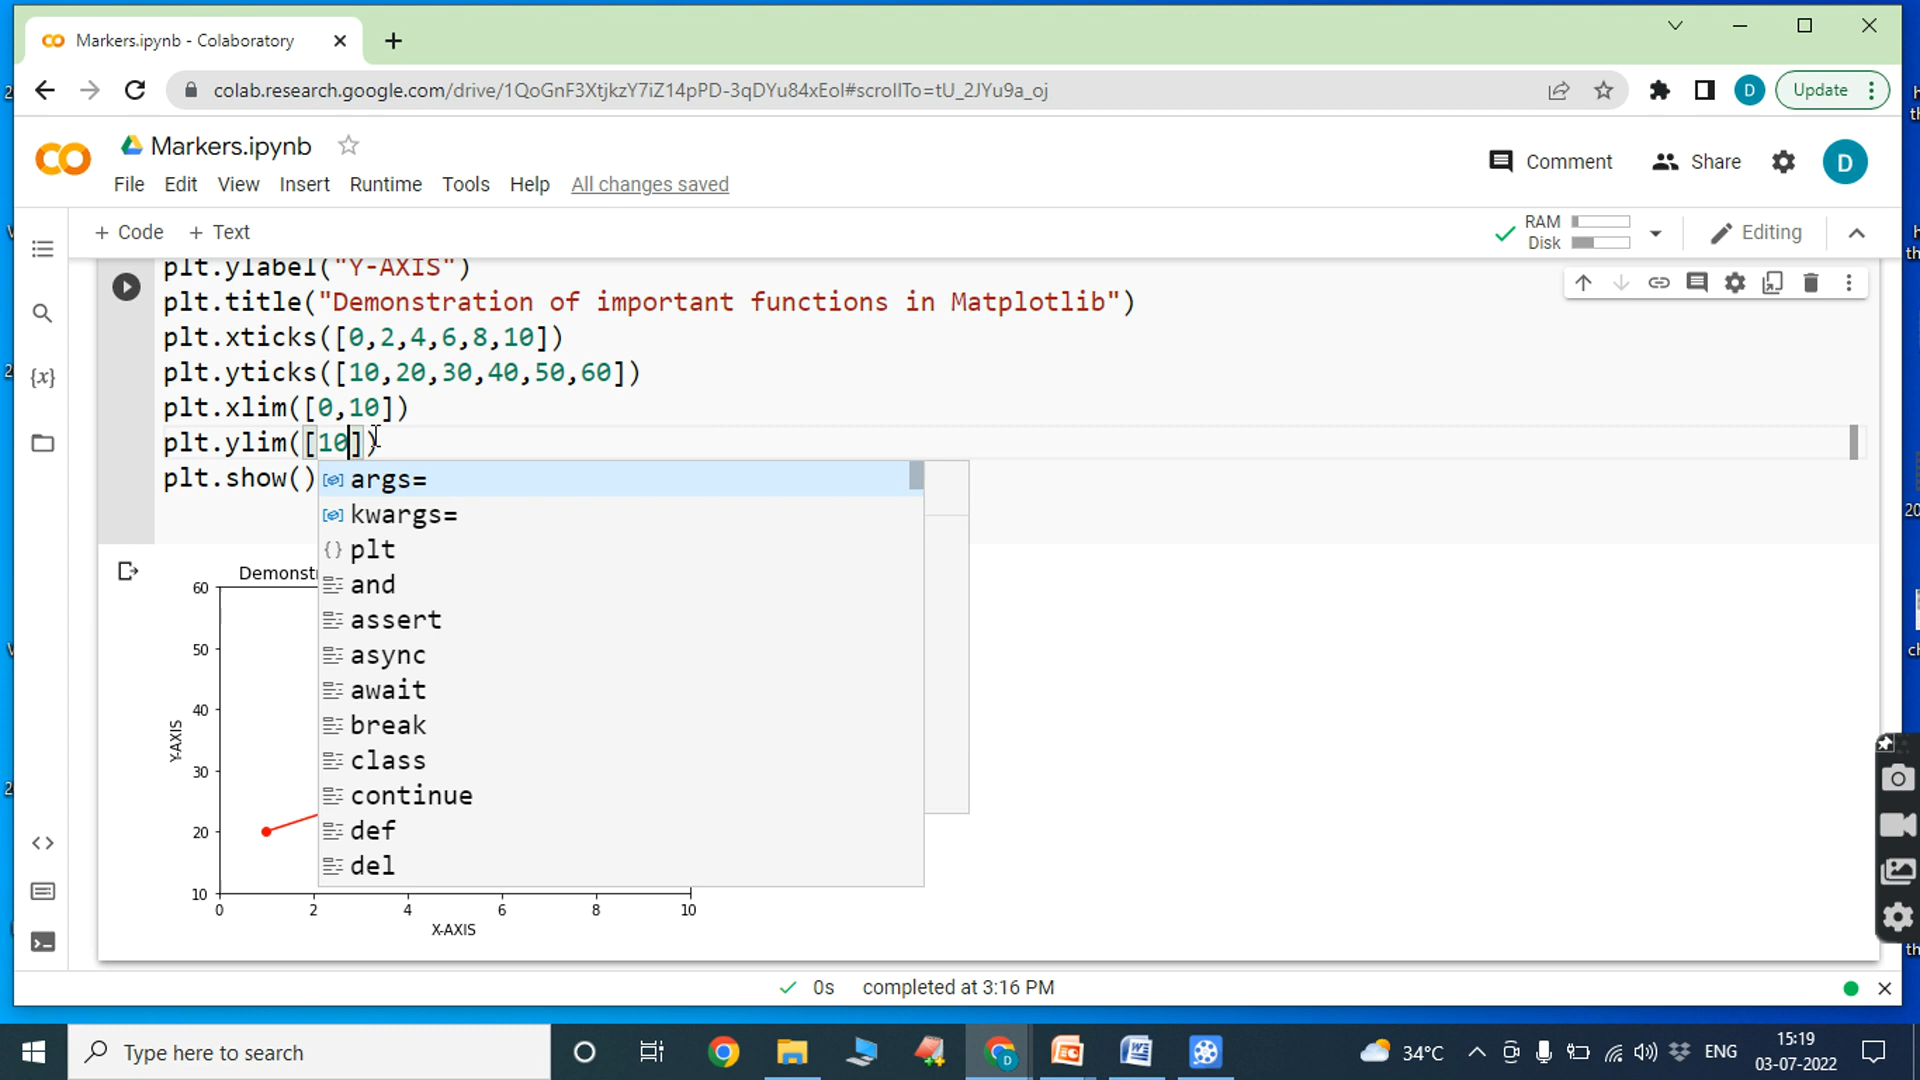 Markers.ipynb - Colaboratory
colab.research.google.com/drive/1QoGnF3XtjkzY7iZ14pPD-3qDYu84xEoI#scrollTo=tU_2JYu9a_oj
D
Update
Markers.ipynb
Comment
Share
D
File Edit View Insert Runtime Tools Help All changes saved
+ Code + Text
RAM
Disk
Editing
plt.ylabel("Y-AXIS")
plt.title("Demonstration of important functions in Matplotlib")
plt.xticks([0,2,4,6,8,10])
plt.yticks([10,20,30,40,50,60])
plt.xlim([0,10])
plt.ylim([10])
plt.show()
args=
kwargs=
plt
and
assert
async
await
break
class
continue
def
del
Demonstr
60
50
40
30
20
10
Y-AXIS
0 2 4 6 8 10
X-AXIS
0s completed at 3:16 PM
Type here to search
34°C
ENG
15:19
03-07-2022